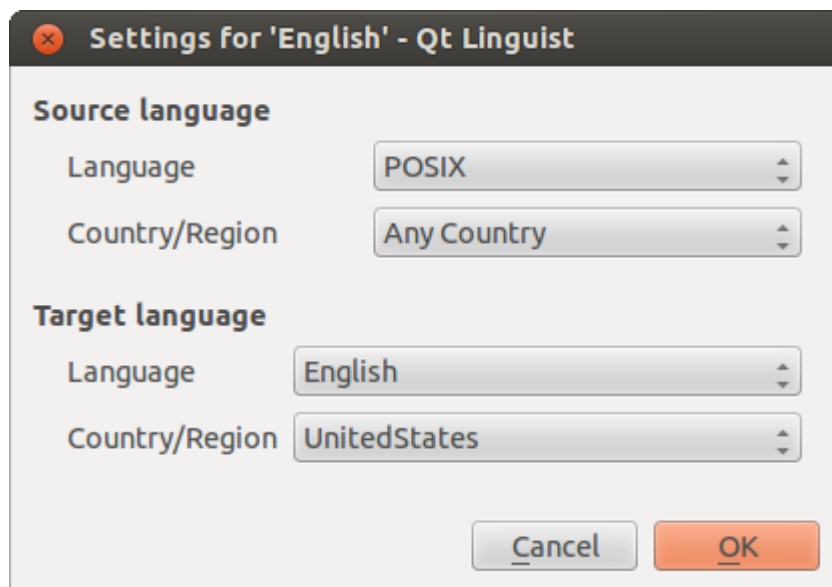 Settings for 'English' - Qt Linguist
Source language
Language POSIX
Country/Region Any Country
Target language
Language English
Country/Region UnitedStates
Cancel OK